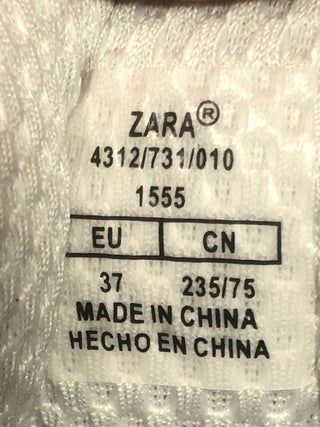 ZARA®
4312/731/010
1555
EU CN
37 235/75
MADE IN CHINA
HECHO EN CHINA